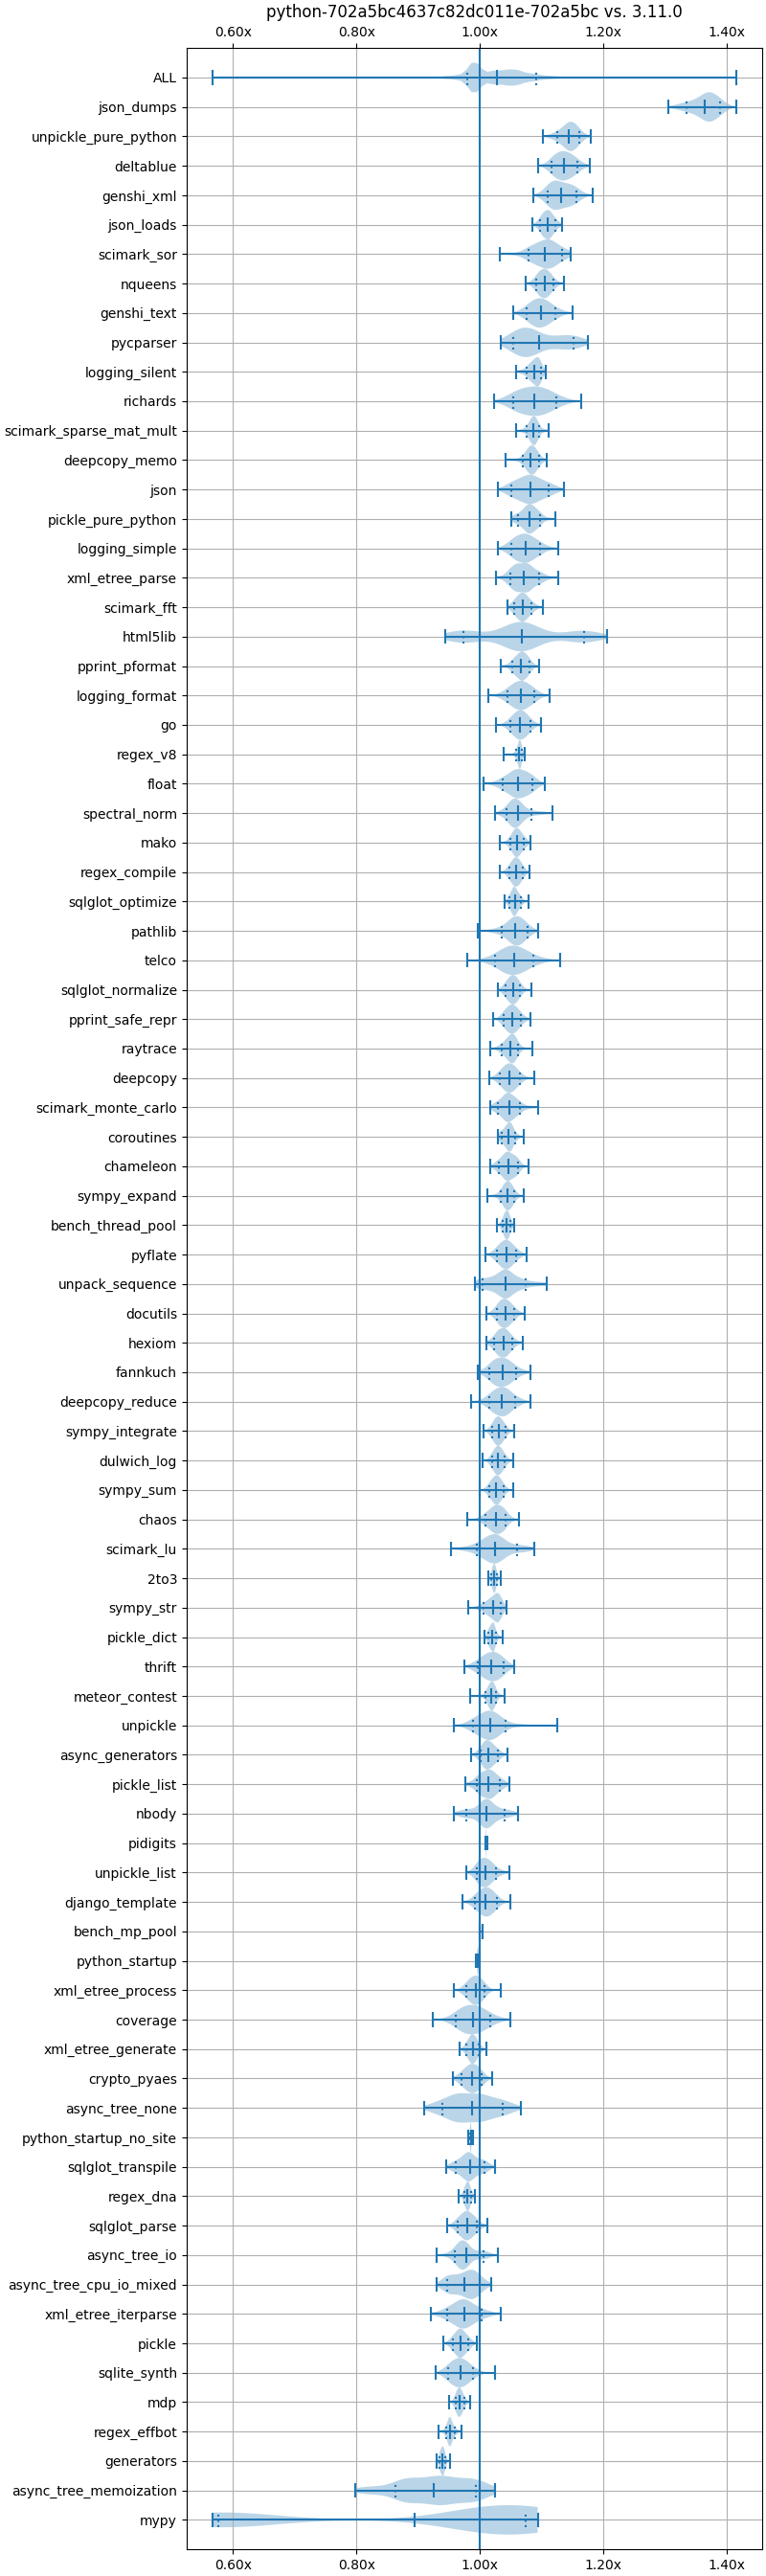 python-702a5bc4637c82dc011e-702a5bc vs. 3.11.0
0.60x 0.80x 1.00x 1.20x 1.40x
ALL
json_dumps
unpickle_pure_python
deltablue
genshi_xml
json_loads
scimark_sor
nqueens
genshi_text
pycparser
logging_silent
richards
scimark_sparse_mat_mult
deepcopy_memo
json
pickle_pure_python
logging_simple
xml_etree_parse
scimark_fft
html5lib
pprint_pformat
logging_format
go
regex_v8
float
spectral_norm
mako
regex_compile
sqlglot_optimize
pathlib
telco
sqlglot_normalize
pprint_safe_repr
raytrace
deepcopy
scimark_monte_carlo
coroutines
chameleon
sympy_expand
bench_thread_pool
pyflate
unpack_sequence
docutils
hexiom
fannkuch
deepcopy_reduce
sympy_integrate
dulwich_log
sympy_sum
chaos
scimark_lu
2to3
sympy_str
pickle_dict
thrift
meteor_contest
unpickle
async_generators
pickle_list
nbody
pidigits
unpickle_list
django_template
bench_mp_pool
python_startup
xml_etree_process
coverage
xml_etree_generate
crypto_pyaes
async_tree_none
python_startup_no_site
sqlglot_transpile
regex_dna
sqlglot_parse
async_tree_io
async_tree_cpu_io_mixed
xml_etree_iterparse
pickle
sqlite_synth
mdp
regex_effbot
generators
async_tree_memoization
mypy
0.60x 0.80x 1.00x 1.20x 1.40x